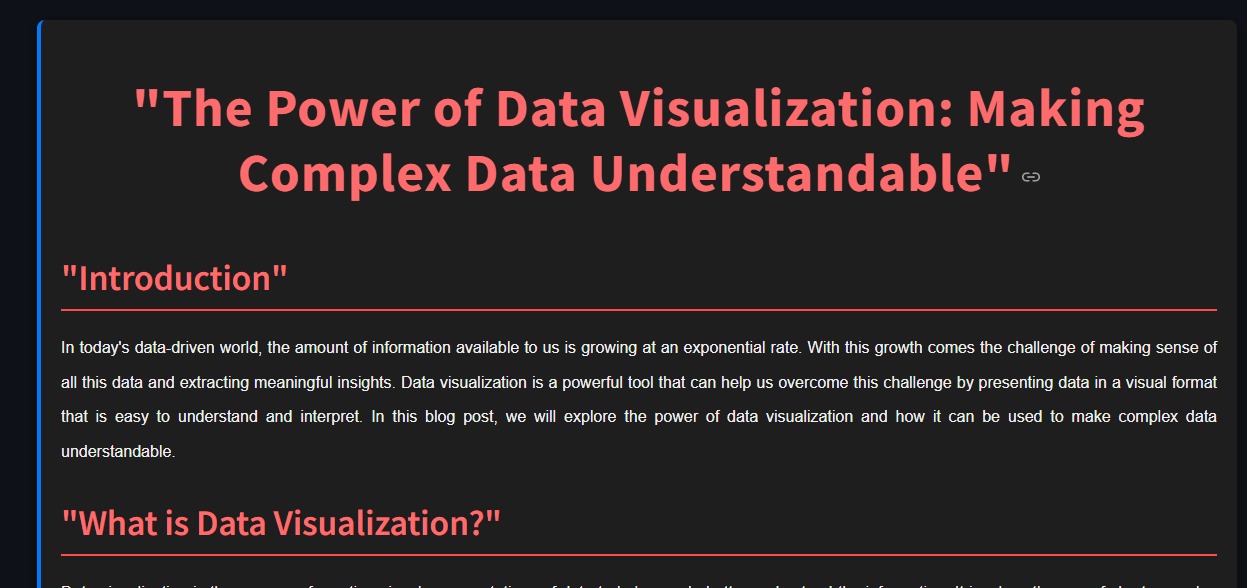 "The Power of Data Visualization: Making
Complex Data Understandable"
"Introduction"
In today's data-driven world, the amount of information available to us is growing at an exponential rate. With this growth comes the challenge of making sense of
all this data and extracting meaningful insights. Data visualization is a powerful tool that can help us overcome this challenge by presenting data in a visual format
that is easy to understand and interpret. In this blog post, we will explore the power of data visualization and how it can be used to make complex data
understandable.
"What is Data Visualization?"